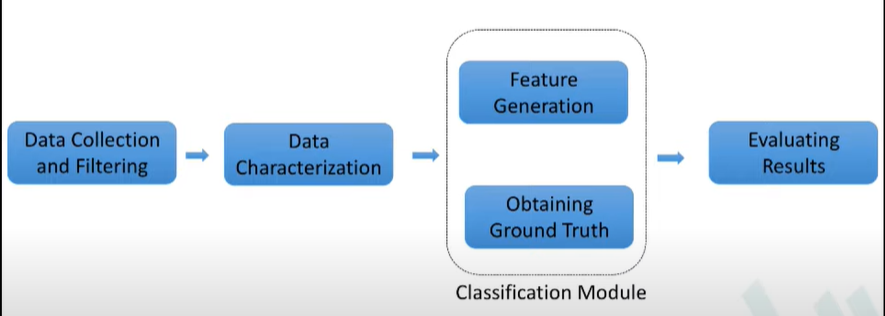 Data Collection
and Filtering
Data
Characterization
Feature
Generation
Obtaining
Ground Truth
Classification Module
Evaluating
Results